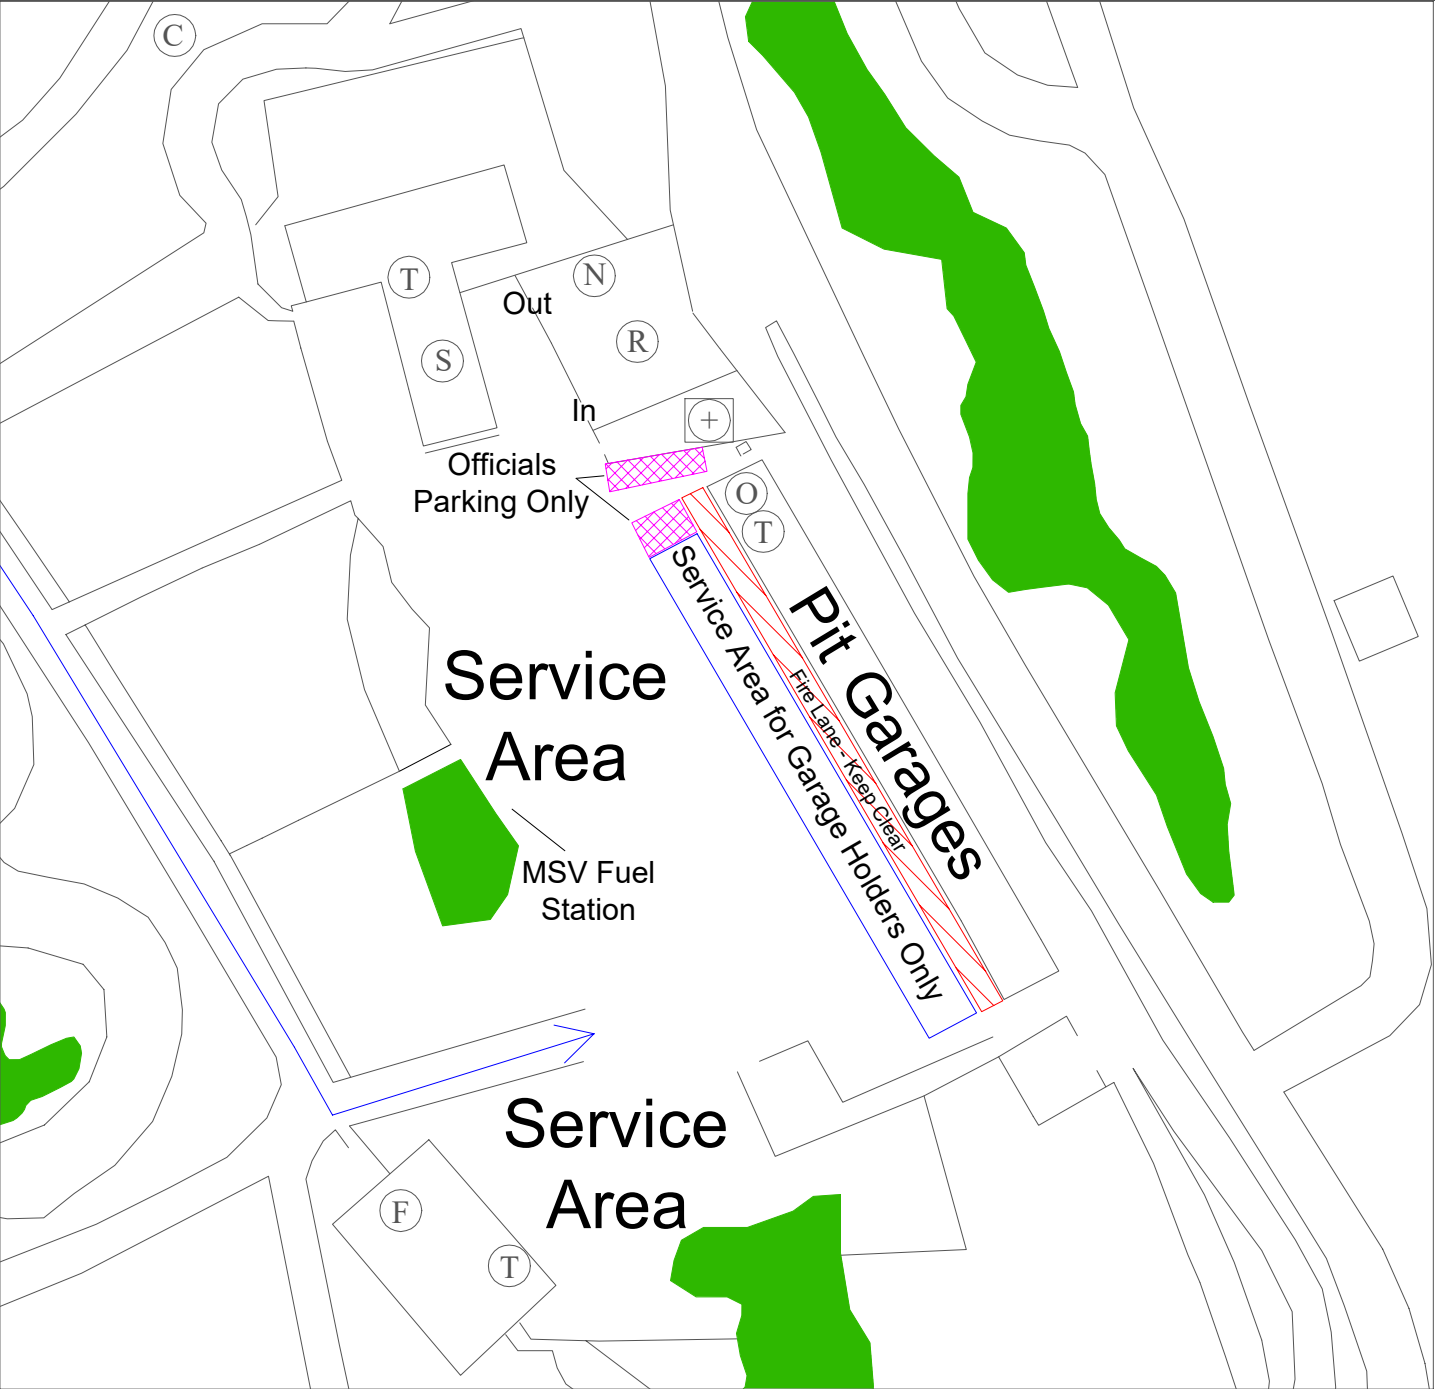 C
T
N
Out
R
S
In
+
Officials
Parking Only
O
T
Service Area for Garage Holders Only
Fire Lane - Keep Clear
Pit Garages
Service
Area
MSV Fuel
Station
Service
Area
F
T